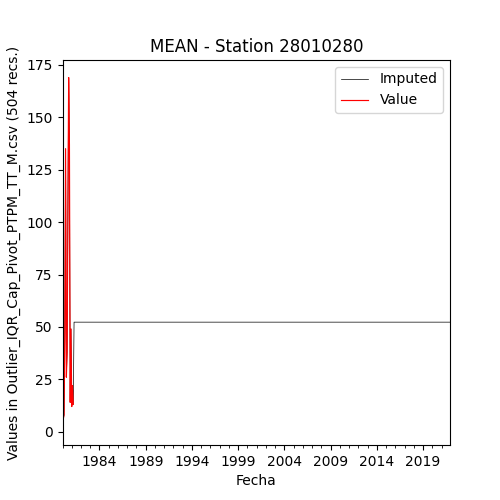 MEAN - Station 28010280
Imputed
Value
Values in Outlier_IQR_Cap_Pivot_PTPM_TT_M.csv (504 recs.)
175
150
125
100
75
50
25
0
1984 1989 1994 1999 2004 2009 2014 2019
Fecha